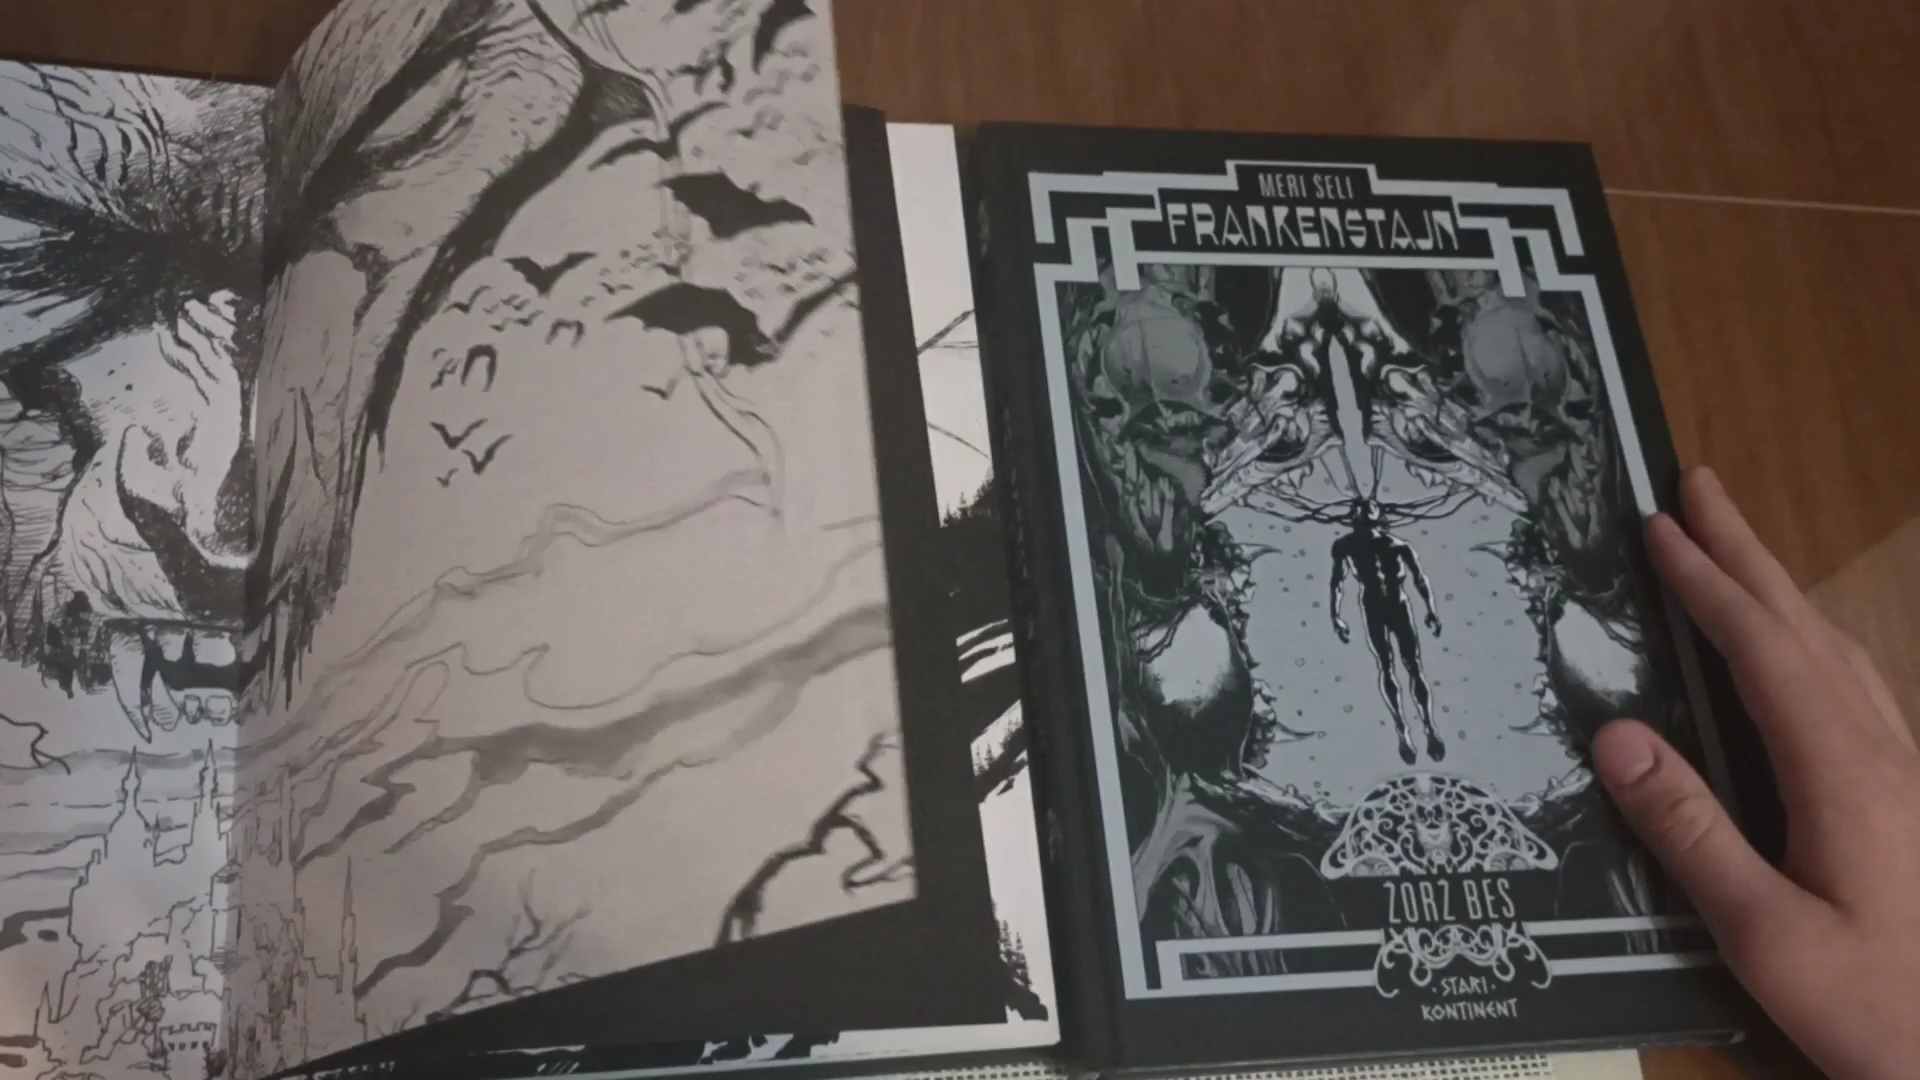 MERI ŠELI
FRANKENŠTAJN
ŽORŽ BES
·STARI·
KONTINENT